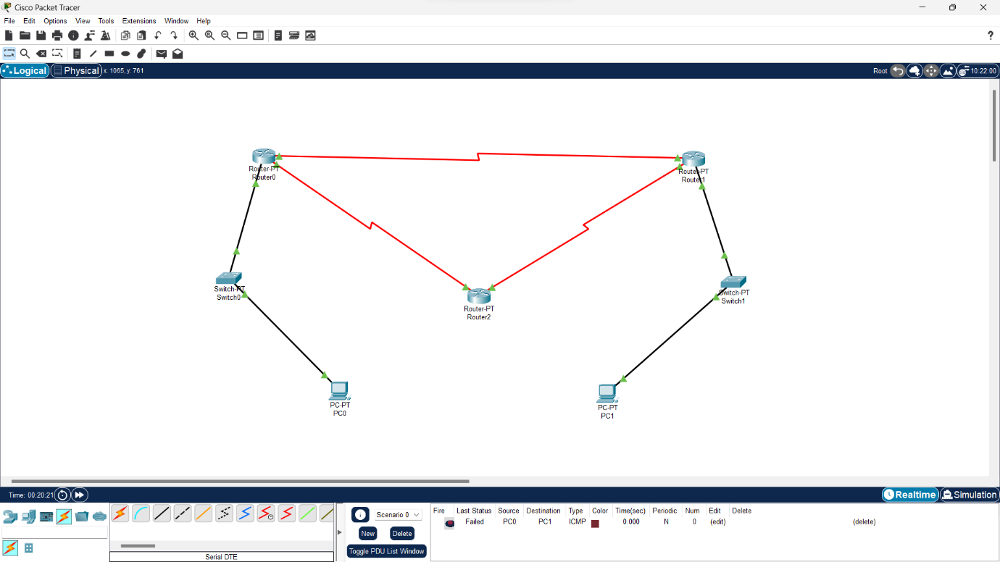 Cisco Packet Tracer
File Edit Options View Tools Extensions Window Help
?
Logical Physical x: 1065, y: 761 Root 10:22:00
Router-PT
Router0
Router-PT
Router1
Switch-PT
Switch0
Switch-PT
Switch1
Router-PT
Router2
PC-PT
PC0
PC-PT
PC1
Time: 00:20:21 Realtime Simulation
Scenario 0
New Delete
Toggle PDU List Window
Fire Last Status Source Destination Type Color Time(sec) Periodic Num Edit Delete
Failed PC0 PC1 ICMP 0.000 N 0 (edit) (delete)
Serial DTE